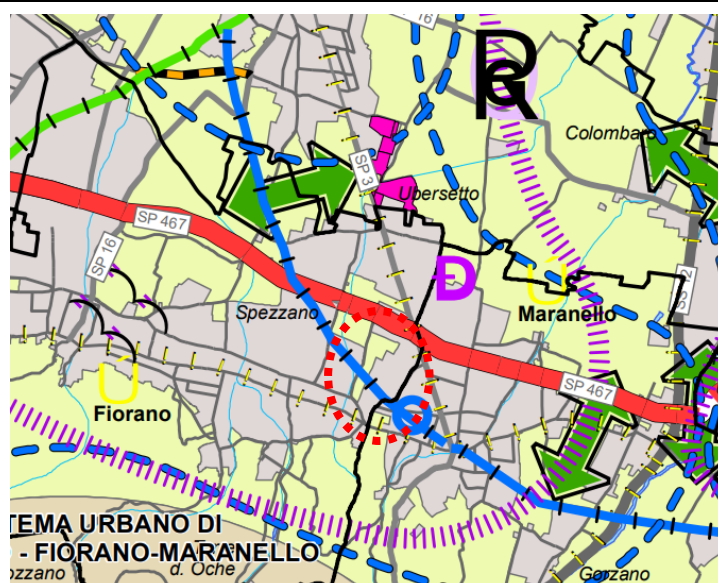 SP 16
R
G
Colombaro
SP 3
Ubersetto
SP 467
SP 16
Đ
Ú
Maranello
Spezzano
SP 467
Ú
Fiorano
TEMA URBANO DI
- FIORANO-MARANELLO
d. Oche
Gorzano